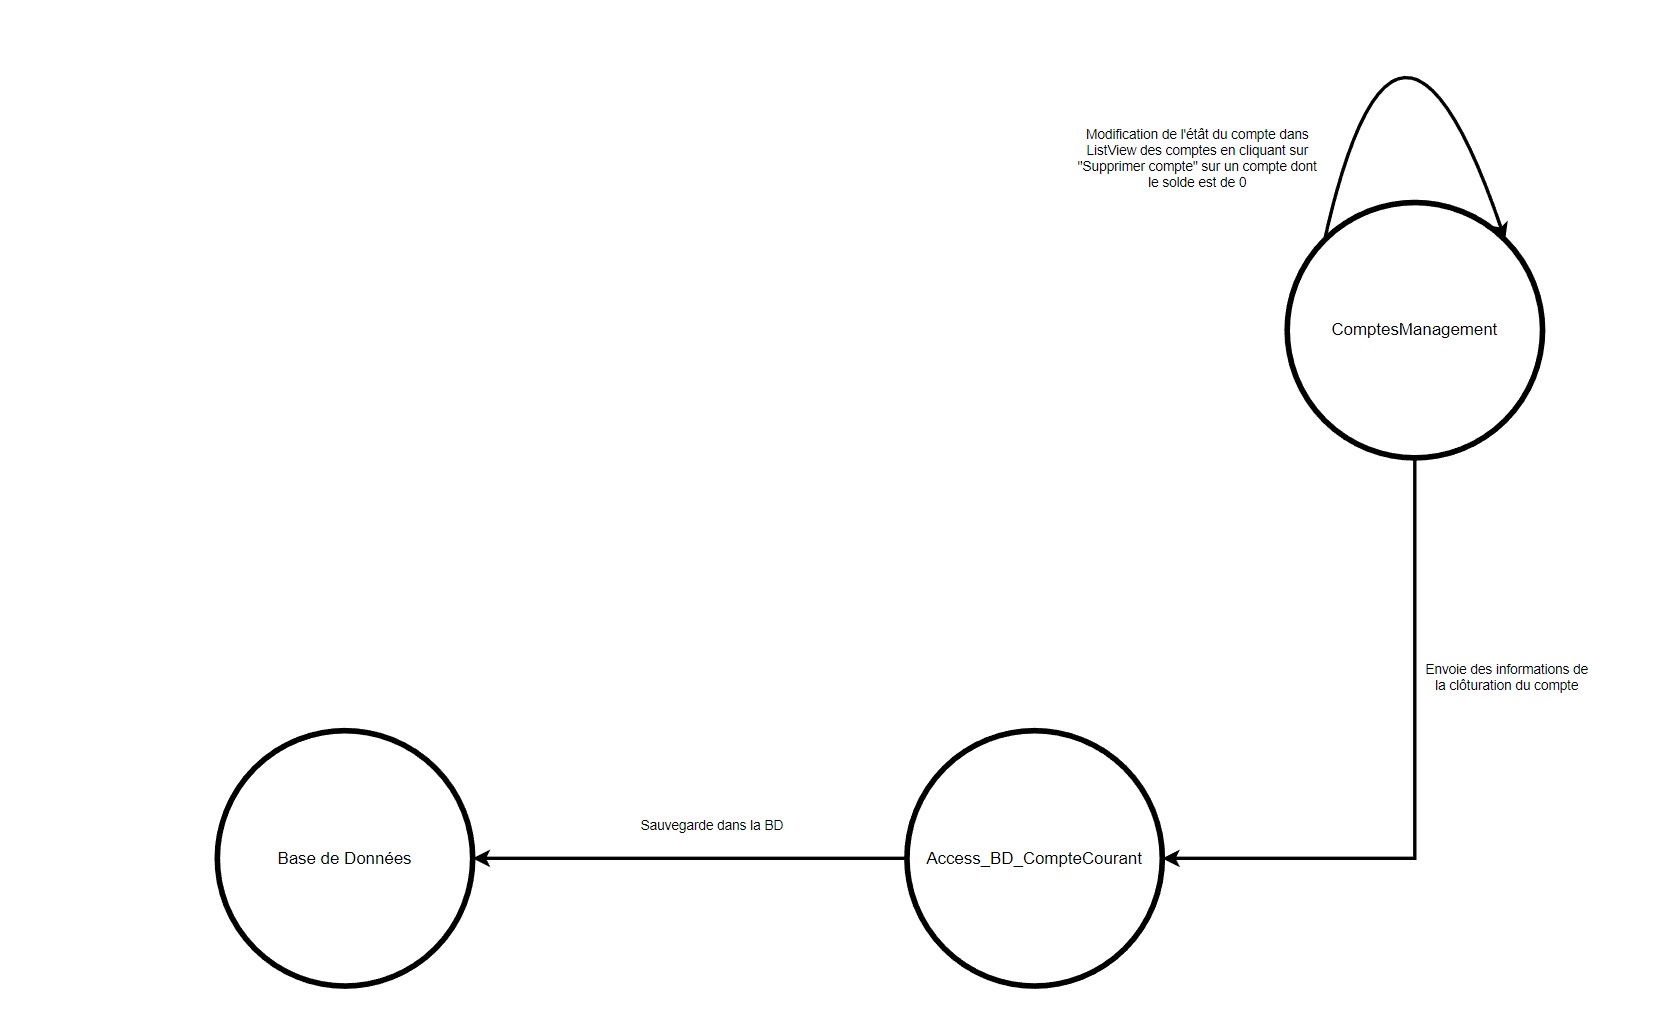 Modification de l'étât du compte dans
ListView des comptes en cliquant sur
"Supprimer compte" sur un compte dont
le solde est de 0
ComptesManagement
Envoie des informations de
la clôturation du compte
Sauvegarde dans la BD
Base de Données
Access_BD_CompteCourant